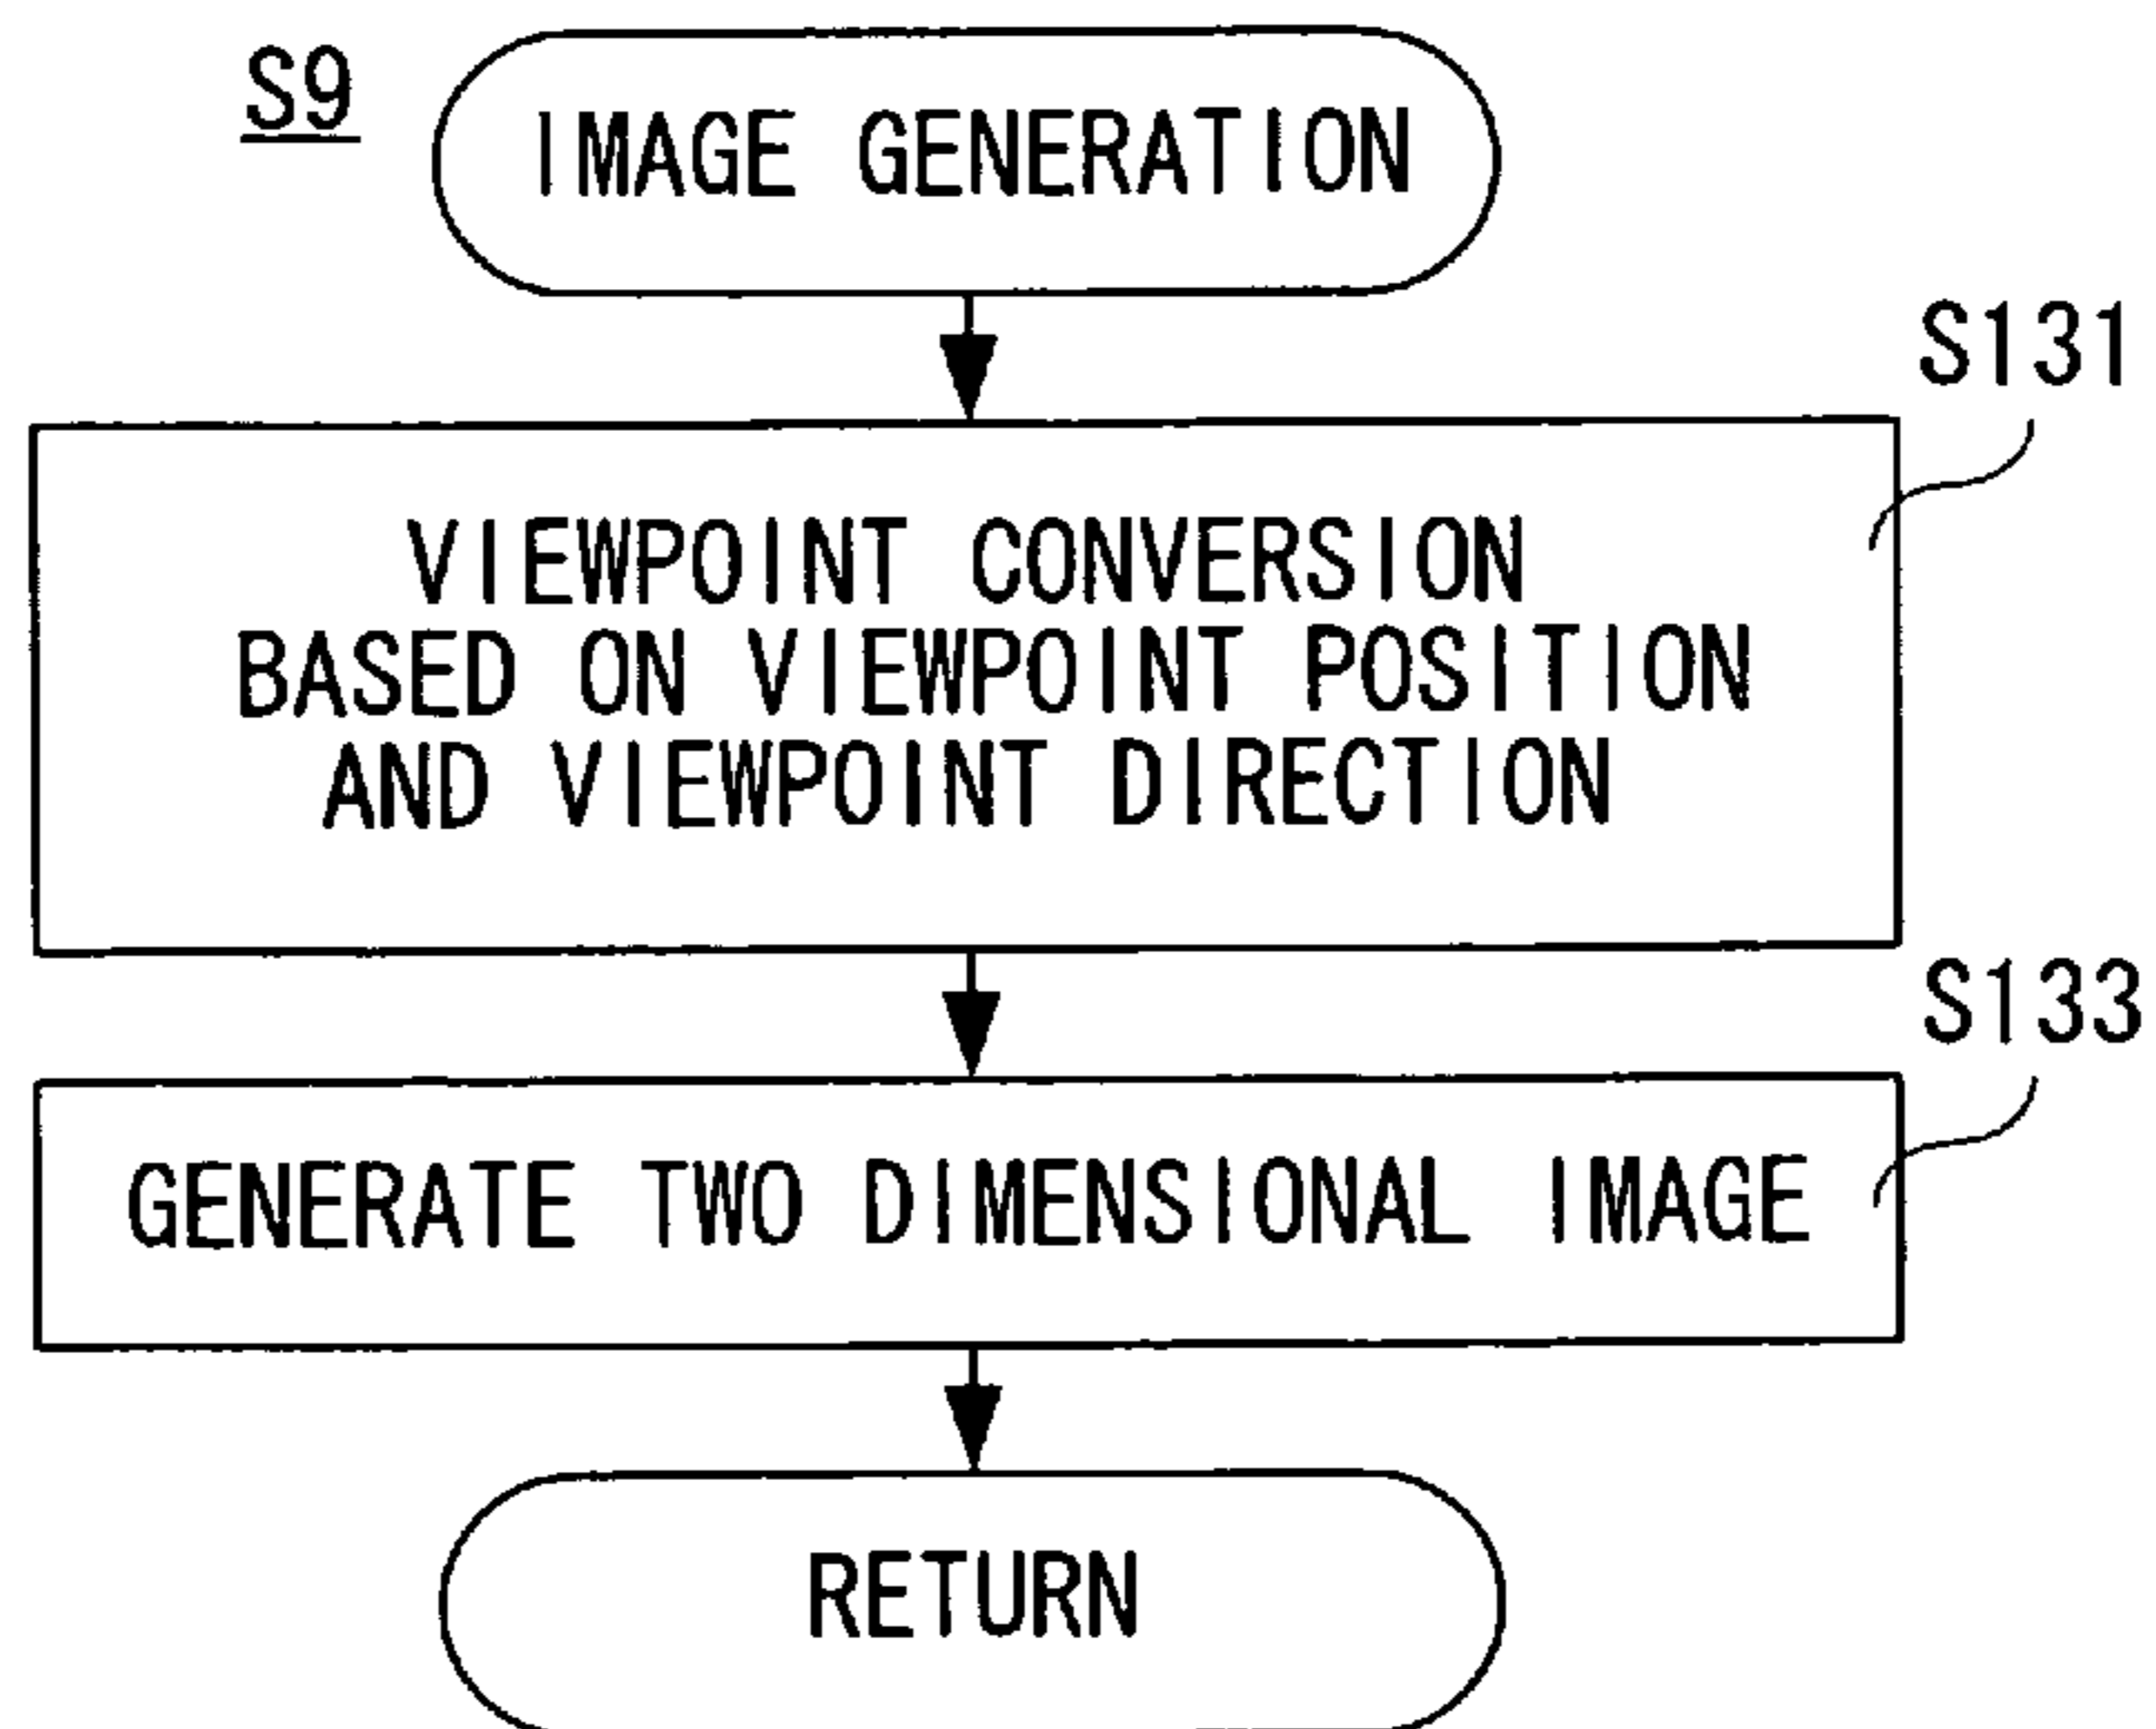 S9
IMAGE GENERATION
S131
VIEWPOINT CONVERSION
BASED ON VIEWPOINT POSITION
AND VIEWPOINT DIRECTION
S133
GENERATE TWO DIMENSIONAL IMAGE
RETURN